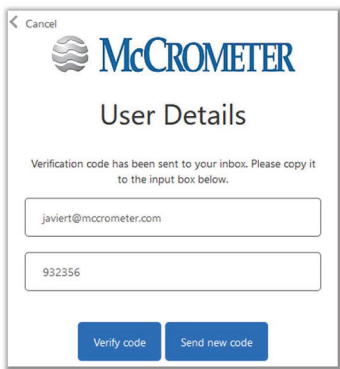 Cancel
McCROMETER
User Details
Verification code has been sent to your inbox. Please copy it
to the input box below.
javiert@mccrometer.com
932356
Verify code
Send new code